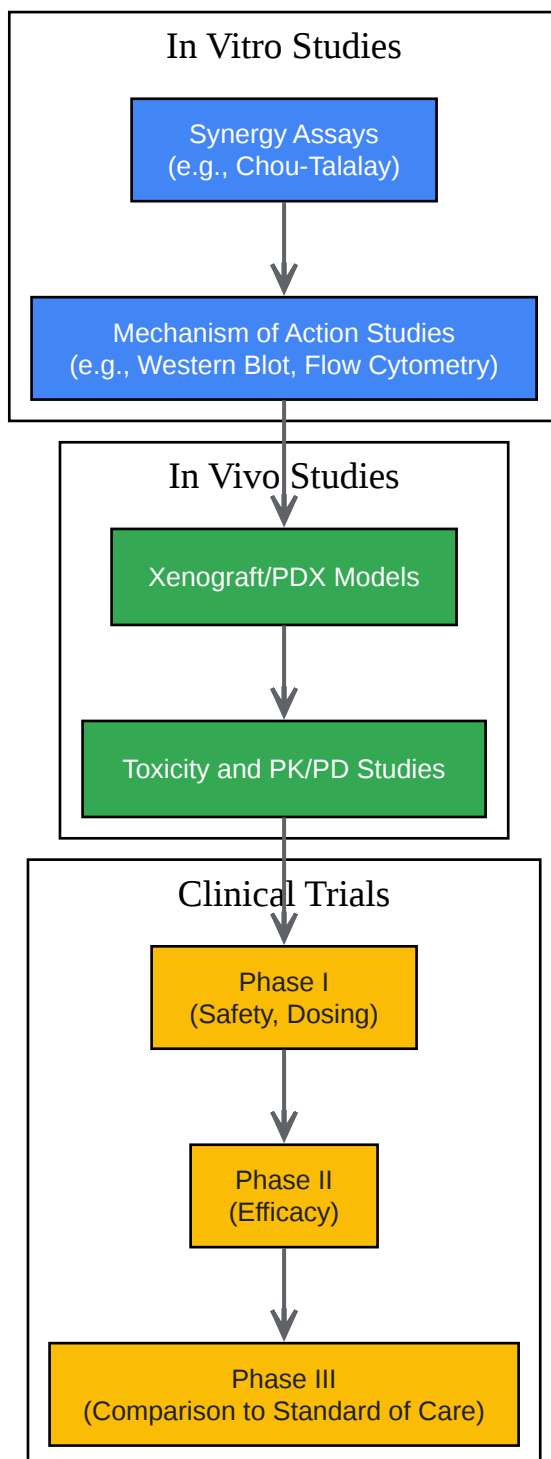 In Vitro Studies
Synergy Assays
(e.g., Chou-Talalay)
Mechanism of Action Studies
(e.g., Western Blot, Flow Cytometry)
In Vivo Studies
Xenograft/PDX Models
Toxicity and PK/PD Studies
Clinical Trials
Phase I
(Safety, Dosing)
Phase II
(Efficacy)
Phase III
(Comparison to Standard of Care)